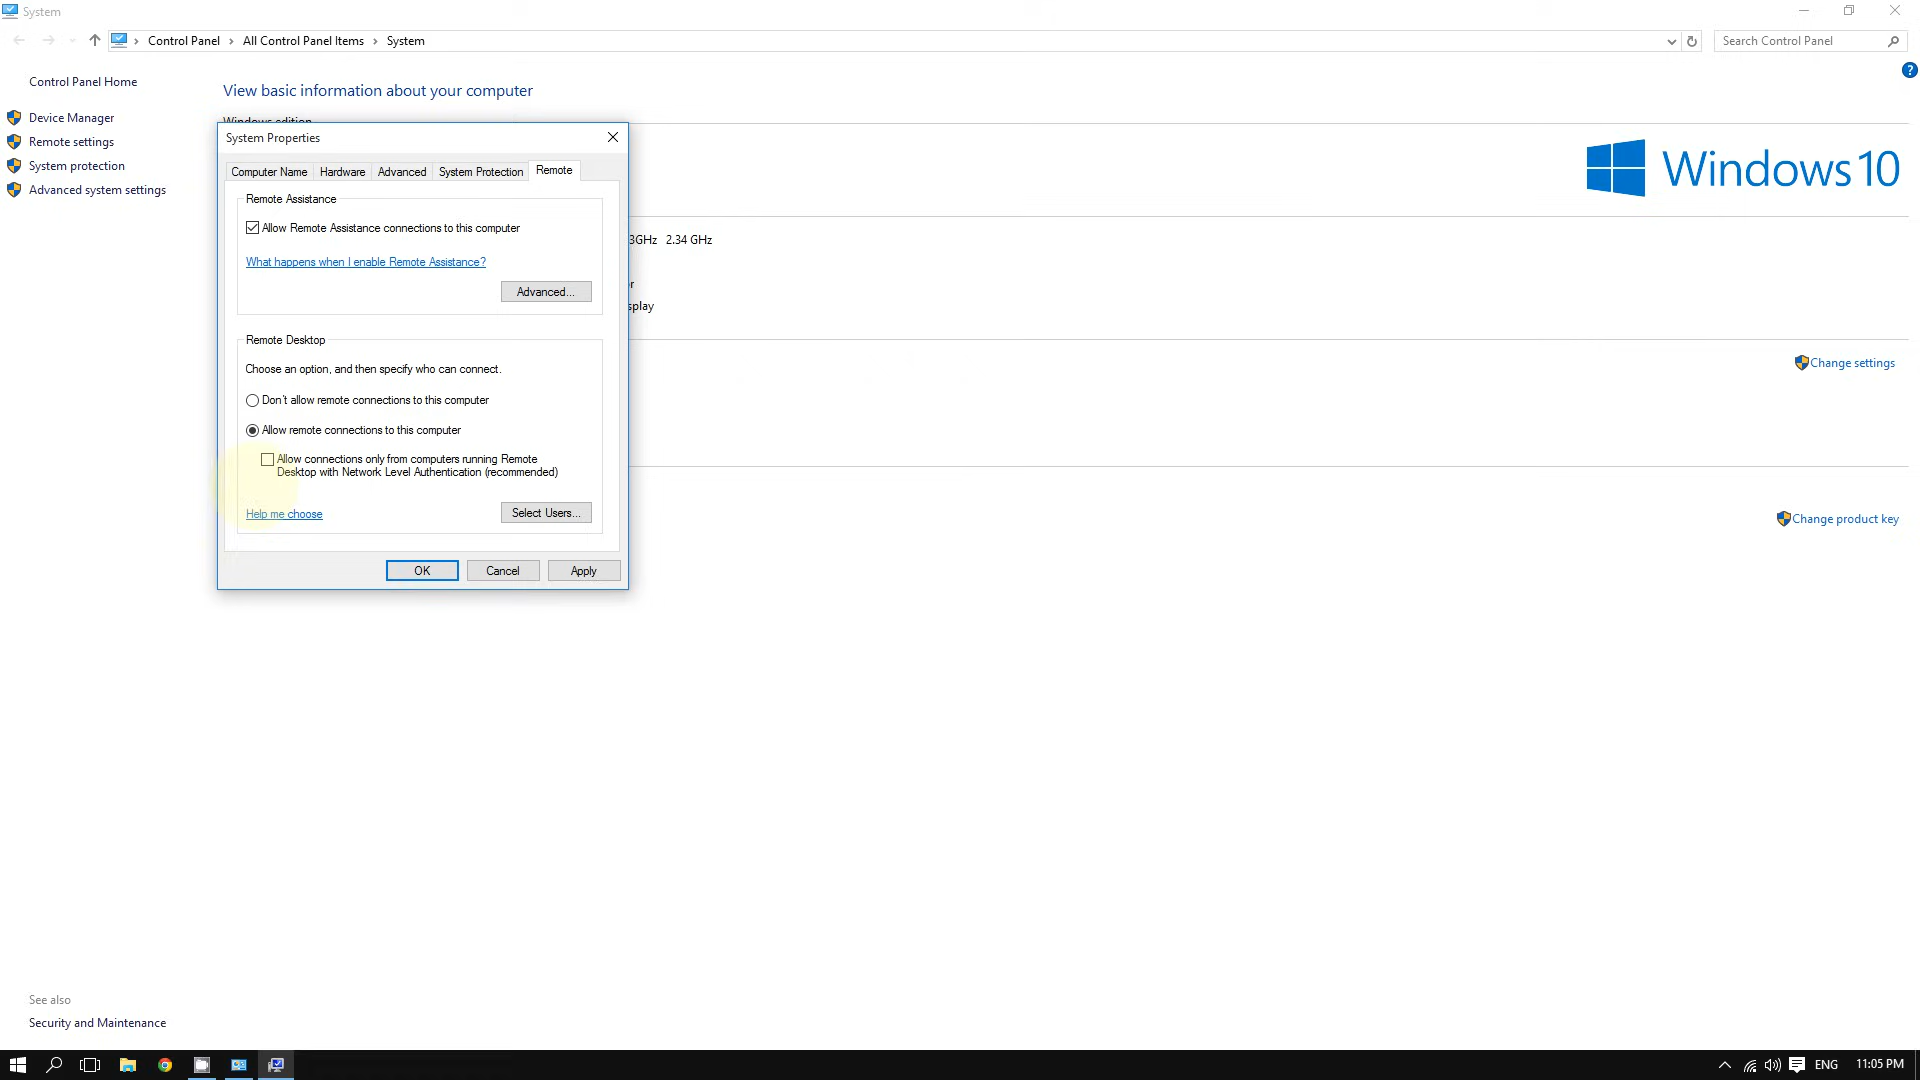 System
Control Panel
All Control Panel Items
System
Search Control Panel
Control Panel Home
Device Manager
Remote settings
System protection
Advanced system settings
View basic information about your computer
Windows edition
System Properties
Computer Name
Hardware
Advanced
System Protection
Remote
Remote Assistance
Allow Remote Assistance connections to this computer
What happens when I enable Remote Assistance?
Advanced...
Remote Desktop
Choose an option, and then specify who can connect.
Don't allow remote connections to this computer
Allow remote connections to this computer
Allow connections only from computers running Remote
Desktop with Network Level Authentication (recommended)
Help me choose
Select Users...
OK
Cancel
Apply
Windows 10
3GHz 2.34 GHz
r
splay
Change settings
Change product key
See also
Security and Maintenance
ENG
11:05 PM